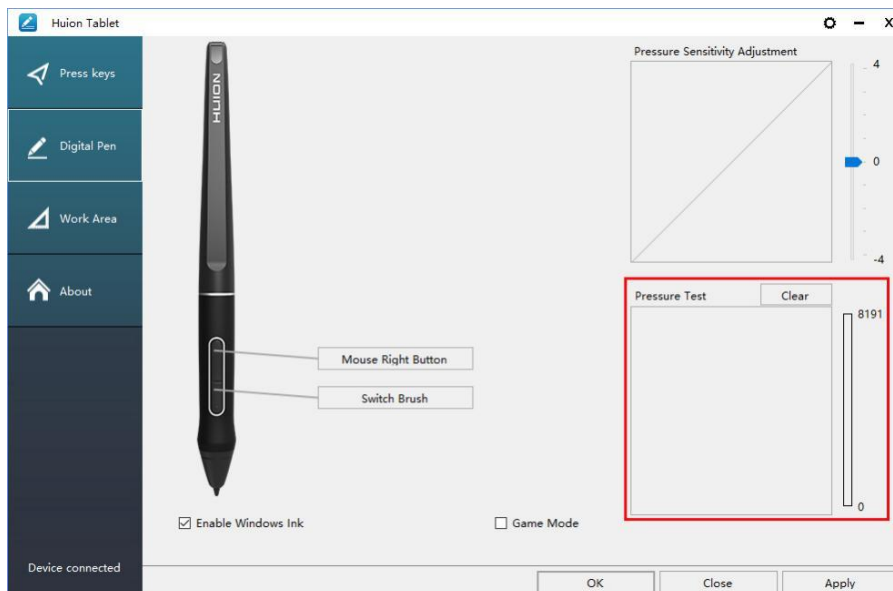 Huion Tablet
Press keys
Digital Pen
Work Area
About
Device connected
HUION
Mouse Right Button
Switch Brush
Enable Windows Ink
Game Mode
Pressure Sensitivity Adjustment
4
0
-4
Pressure Test
Clear
8191
0
OK
Close
Apply